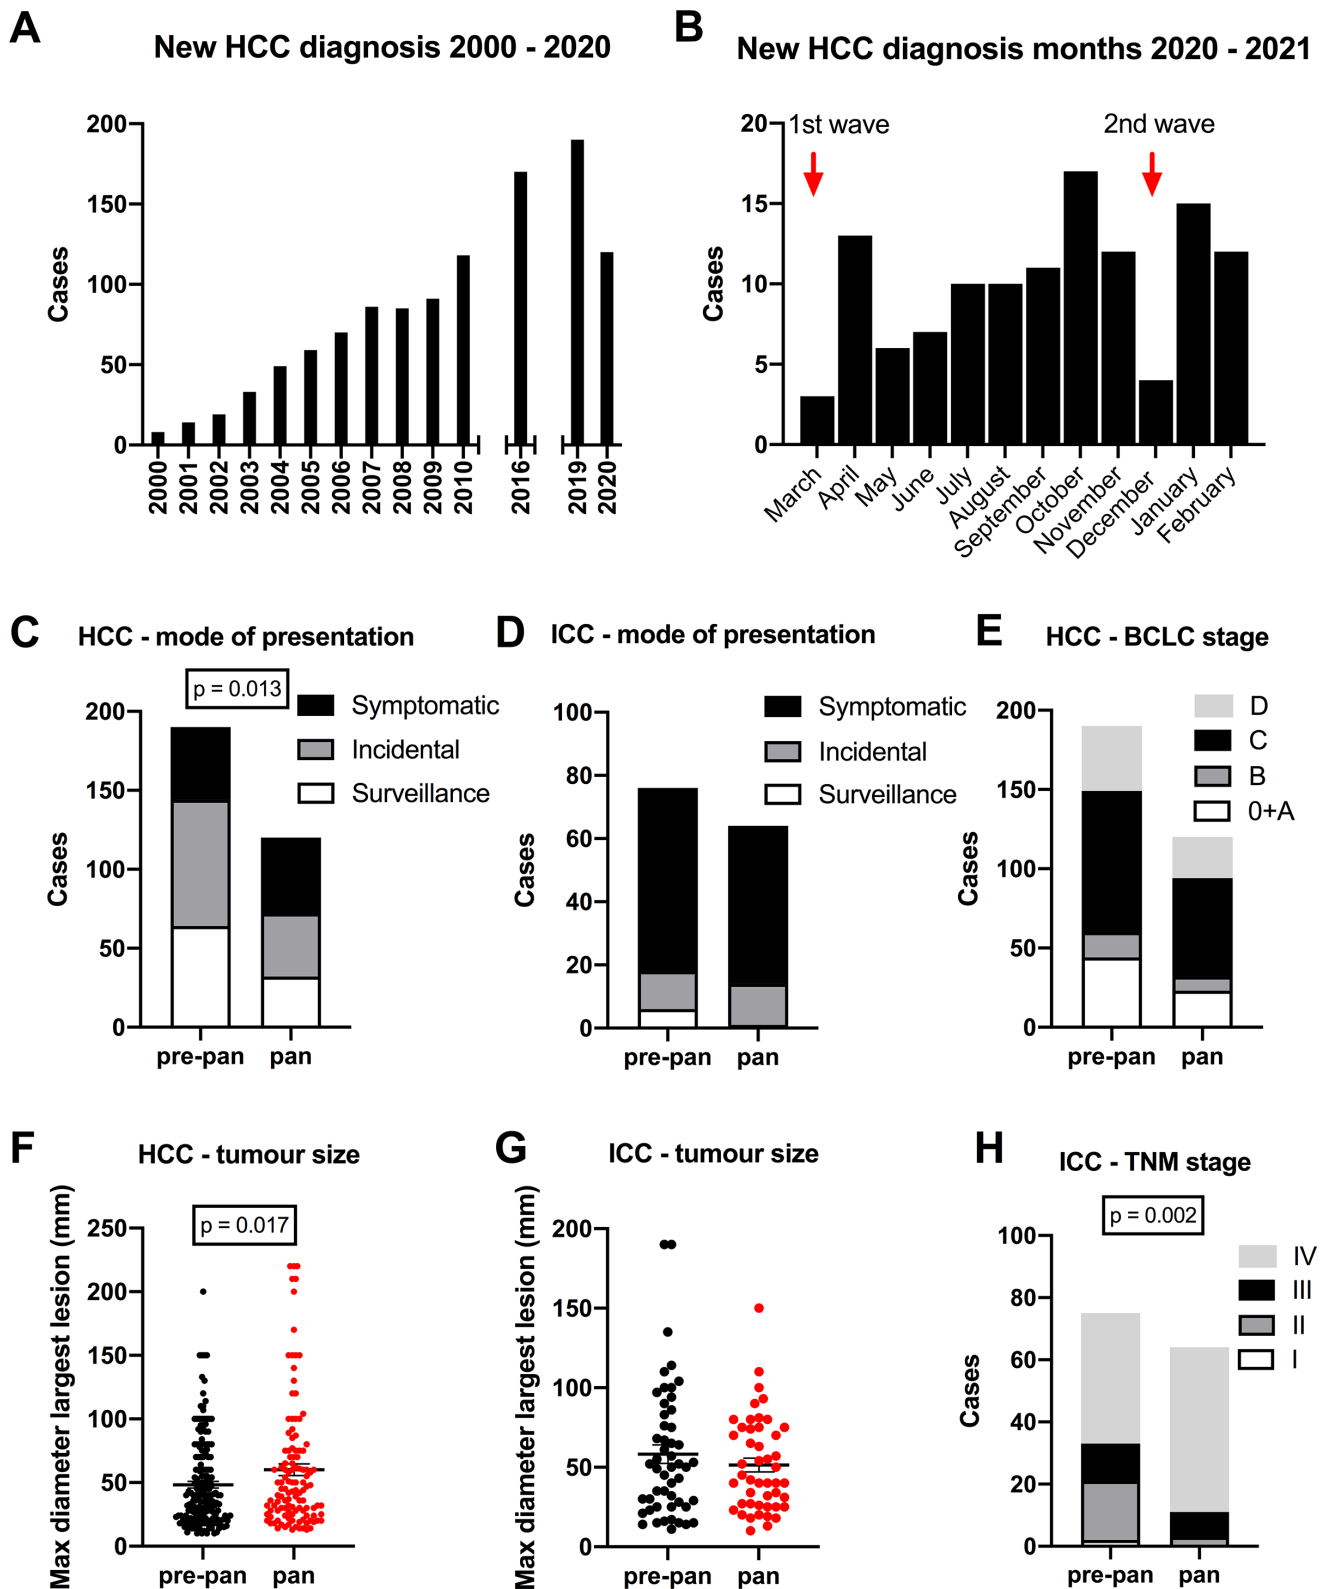 A
New HCC diagnosis 2000 - 2020
Cases
200
150
100
50
0
2000
2001
2002
2003
2004
2005
2006
2007
2008
2009
2010
2016
2019
2020
B
New HCC diagnosis months 2020 - 2021
Cases
20
15
10
5
0
1st wave
2nd wave
March
April
May
June
July
August
September
October
November
December
January
February
C
HCC - mode of presentation
p = 0.013
Symptomatic
Incidental
Surveillance
Cases
200
150
100
50
0
pre-pan
pan
D
ICC - mode of presentation
Symptomatic
Incidental
Surveillance
Cases
100
80
60
40
20
0
pre-pan
pan
E
HCC - BCLC stage
D
C
B
0+A
Cases
200
150
100
50
0
pre-pan
pan
F
HCC - tumour size
p = 0.017
Max diameter largest lesion (mm)
250
200
150
100
50
0
pre-pan
pan
G
ICC - tumour size
Max diameter largest lesion (mm)
200
150
100
50
0
pre-pan
pan
H
ICC - TNM stage
p = 0.002
IV
III
II
I
Cases
100
80
60
40
20
0
pre-pan
pan